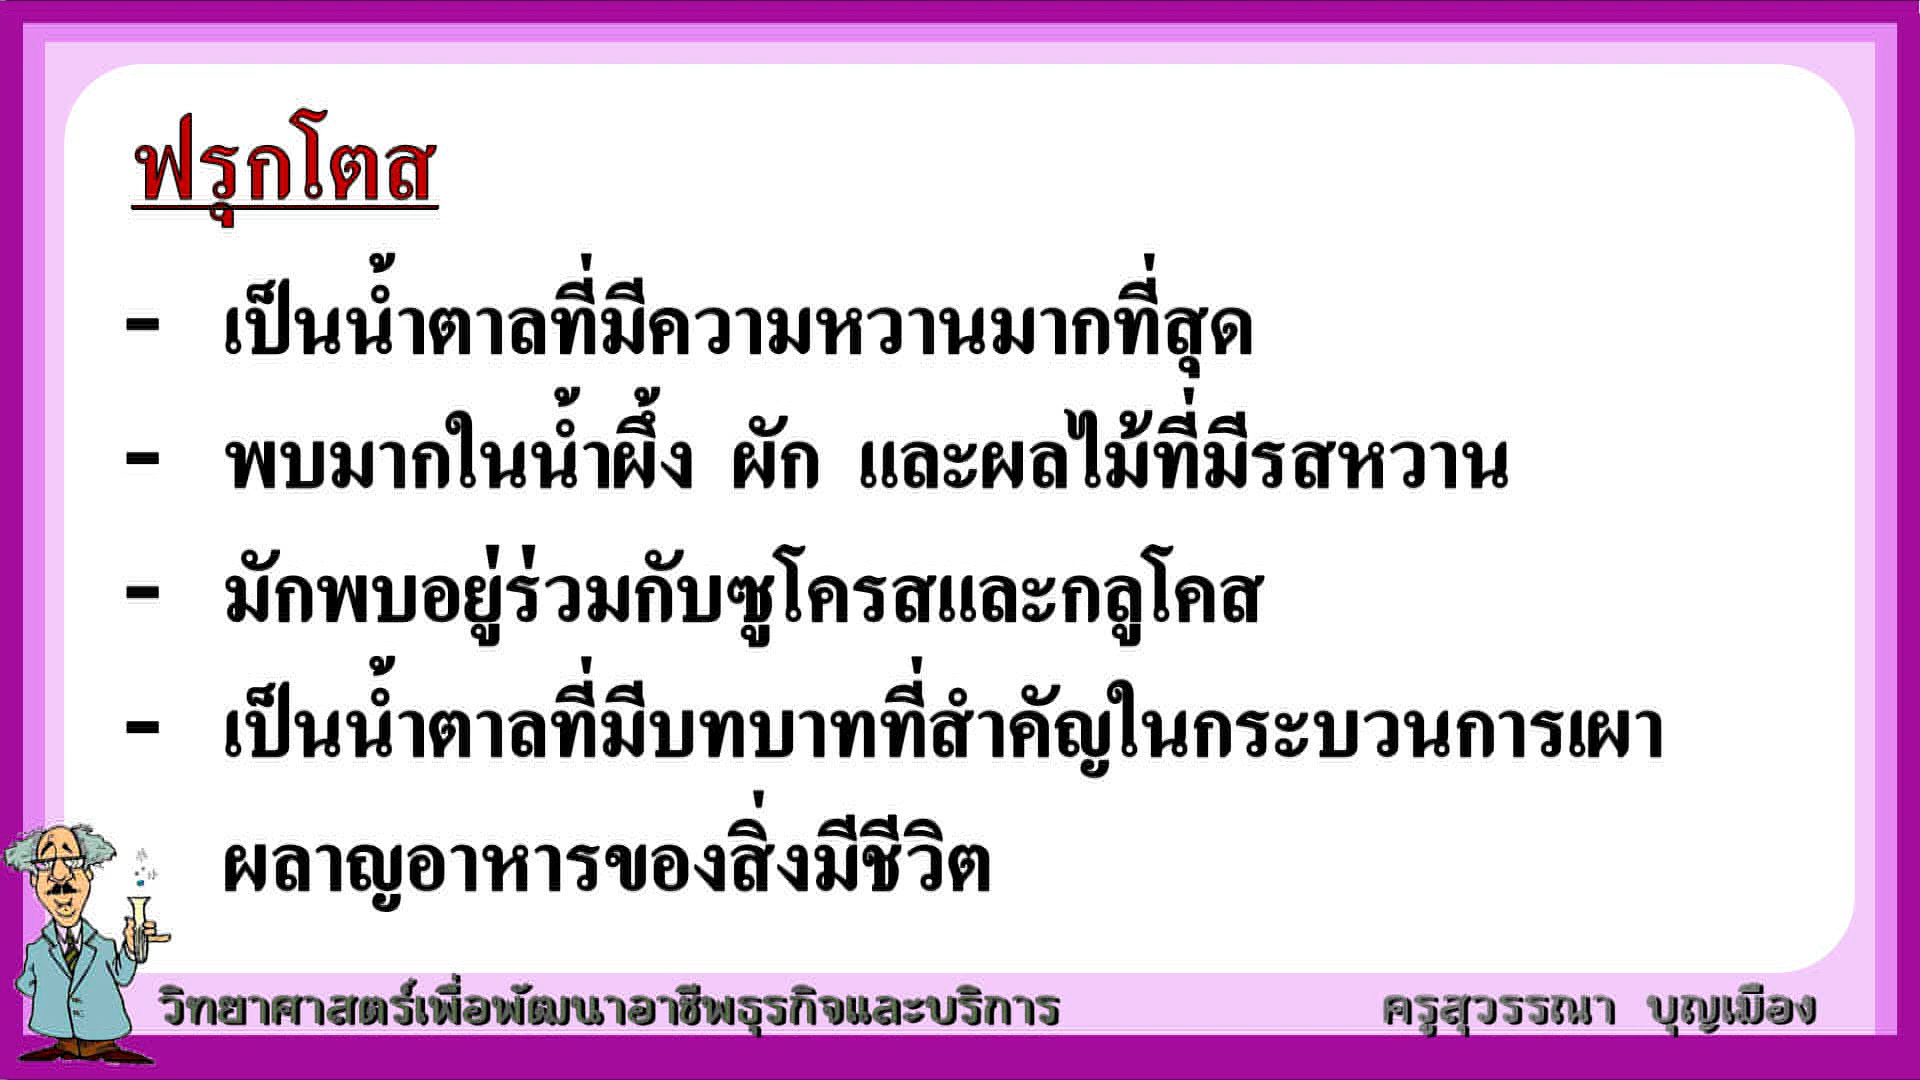 ฟรุกโตส
- เป็นน้ำตาลที่มีความหวานมากที่สุด
- พบมากในน้ำผึ้ง ผัก และผลไม้ที่มีรสหวาน
- มักพบอยู่ร่วมกับซูโครสและกลูโคส
- เป็นน้ำตาลที่มีบทบาทที่สำคัญในกระบวนการเผา
ผลาญอาหารของสิ่งมีชีวิต
วิทยาศาสตร์เพื่อพัฒนาอาชีพธุรกิจและบริการ ครูสุวรรณา บุญเมือง